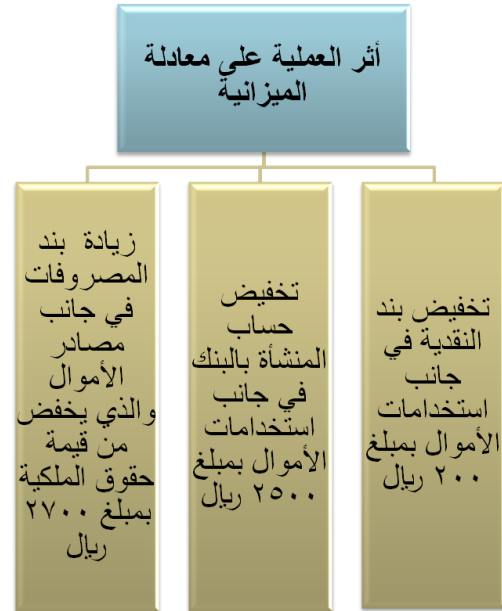 أثر العملية على معادلة
الميزانية
تخفيض بند
النقدية في
جانب
استخدامات
الأموال بمبلغ
٢٠٠ ريال
تخفيض
حساب
المنشأة بالبنك
في جانب
استخدامات
الأموال بمبلغ
٢٥٠٠ ريال
زيادة بند
المصروفات
في جانب
مصادر
الأموال
والذي يخفض
من قيمة
حقوق الملكية
بمبلغ ٢٧٠٠
ريال